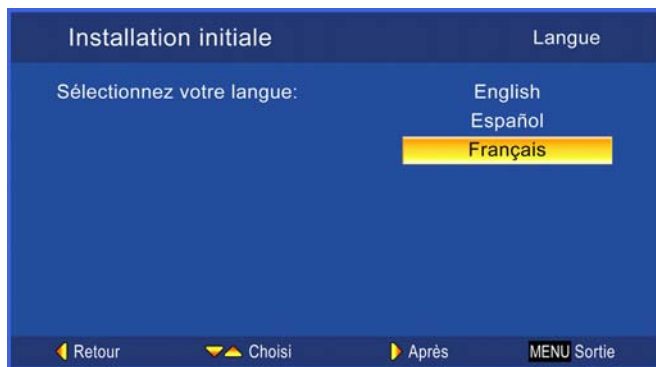 Installation initiale Langue
Sélectionnez votre langue: English
Español
Français
Retour Choisi Après MENU Sortie